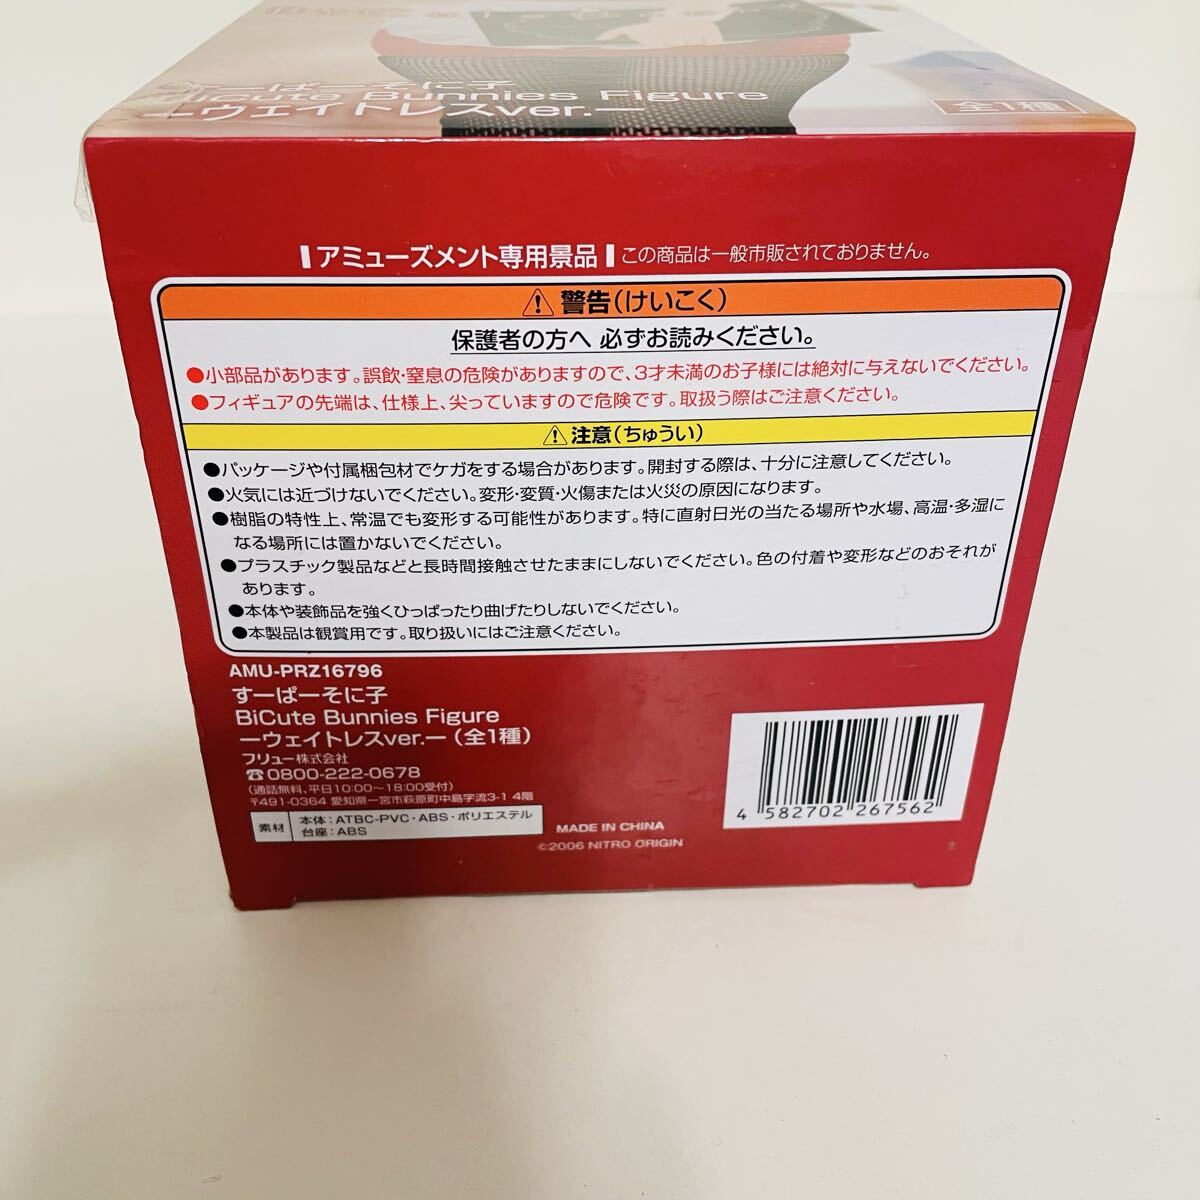 すーぱーそに子
BiCute Bunnies Figure
ーウェイトレスver.ー
全1種
アミューズメント専用景品
この商品は一般市販されておりません。
警告(けいこく)
保護者の方へ 必ずお読みください。
●小部品があります。誤飲・窒息の危険がありますので、3才未満のお子様には絶対に与えないでください。
●フィギュアの先端は、仕様上、尖っていますので危険です。取扱う際はご注意ください。
注意(ちゅうい)
●パッケージや付属梱包材でケガをする場合があります。開封する際は、十分に注意してください。
●火気には近づけないでください。変形・変質・火傷または火災の原因になります。
●樹脂の特性上、常温でも変形する可能性があります。特に直射日光の当たる場所や水場、高温・多湿に
なる場所には置かないでください。
●プラスチック製品などと長時間接触させたままにしないでください。色の付着や変形などのおそれが
あります。
●本体や装飾品を強くひっぱったり曲げたりしないでください。
●本製品は観賞用です。取り扱いにはご注意ください。
AMU-PRZ16796
すーぱーそに子
BiCute Bunnies Figure
ーウェイトレスver.ー(全1種)
フリュー株式会社
☎0800-222-0678
(通話無料、平日10:00〜18:00受付)
〒491-0364 愛知県一宮市萩原町中島字流3-1 4階
素材
本体:ATBC-PVC・ABS・ポリエステル
台座:ABS
MADE IN CHINA
©2006 NITRO ORIGIN
4 582702 267562